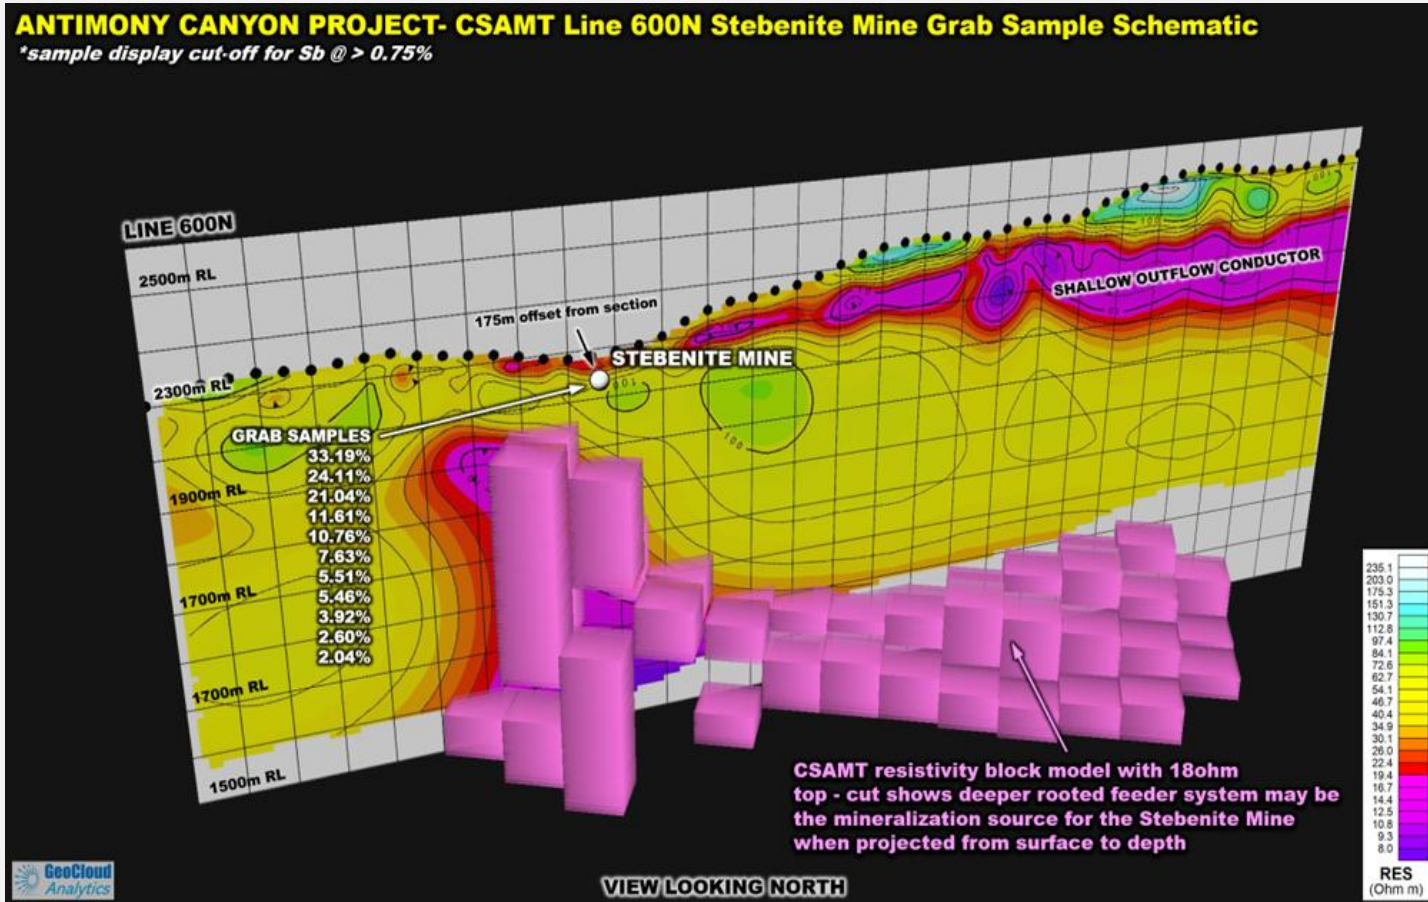 ANTIMONY CANYON PROJECT- CSAMT Line 600N Stebenite Mine Grab Sample Schematic
*sample display cut-off for Sb @ > 0.75%
LINE 600N
2500m RL
175m offset from section
SHALLOW OUTFLOW CONDUCTOR
STEBENITE MINE
2300m RL
GRAB SAMPLES
33.19%
24.11%
21.04%
11.61%
10.76%
7.63%
5.51%
5.46%
3.92%
2.60%
2.04%
1900m RL
1700m RL
1700m RL
1500m RL
100
100
100
100
CSAMT resistivity block model with 18ohm
top - cut shows deeper rooted feeder system may be
the mineralization source for the Stebenite Mine
when projected from surface to depth
235.1
203.0
175.3
151.3
130.7
112.8
97.4
84.1
72.6
62.7
54.1
46.7
40.4
34.9
30.1
26.0
22.4
19.4
16.7
14.4
12.5
10.8
9.3
8.0
RES
(Ohm m)
GeoCloud
Analytics
VIEW LOOKING NORTH